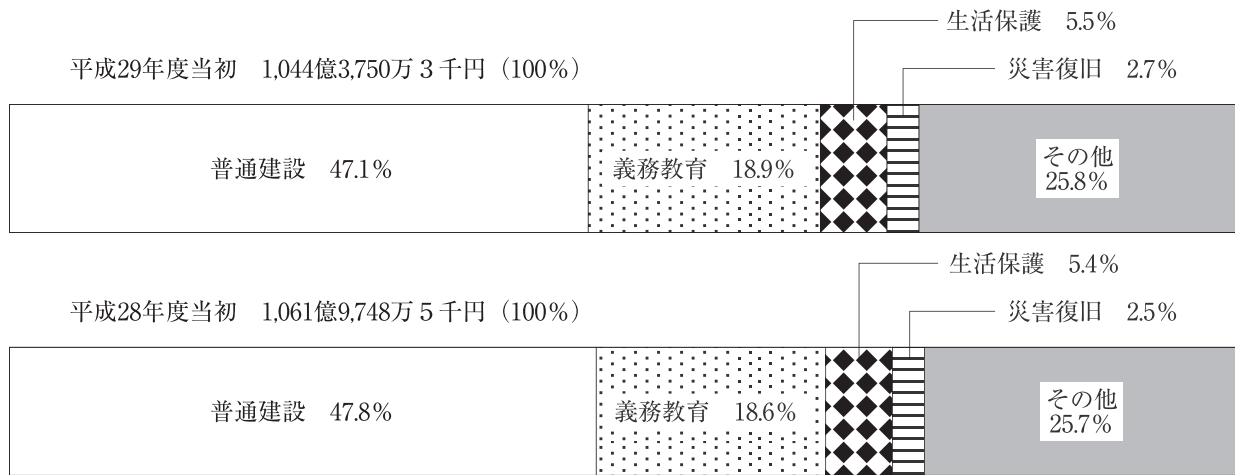 生活保護 5.5%
平成29年度当初 1,044億3,750万3千円（100%）
災害復旧 2.7%
普通建設 47.1%
義務教育 18.9%
その他
25.8%
生活保護 5.4%
平成28年度当初 1,061億9,748万5千円（100%）
災害復旧 2.5%
普通建設 47.8%
義務教育 18.6%
その他
25.7%